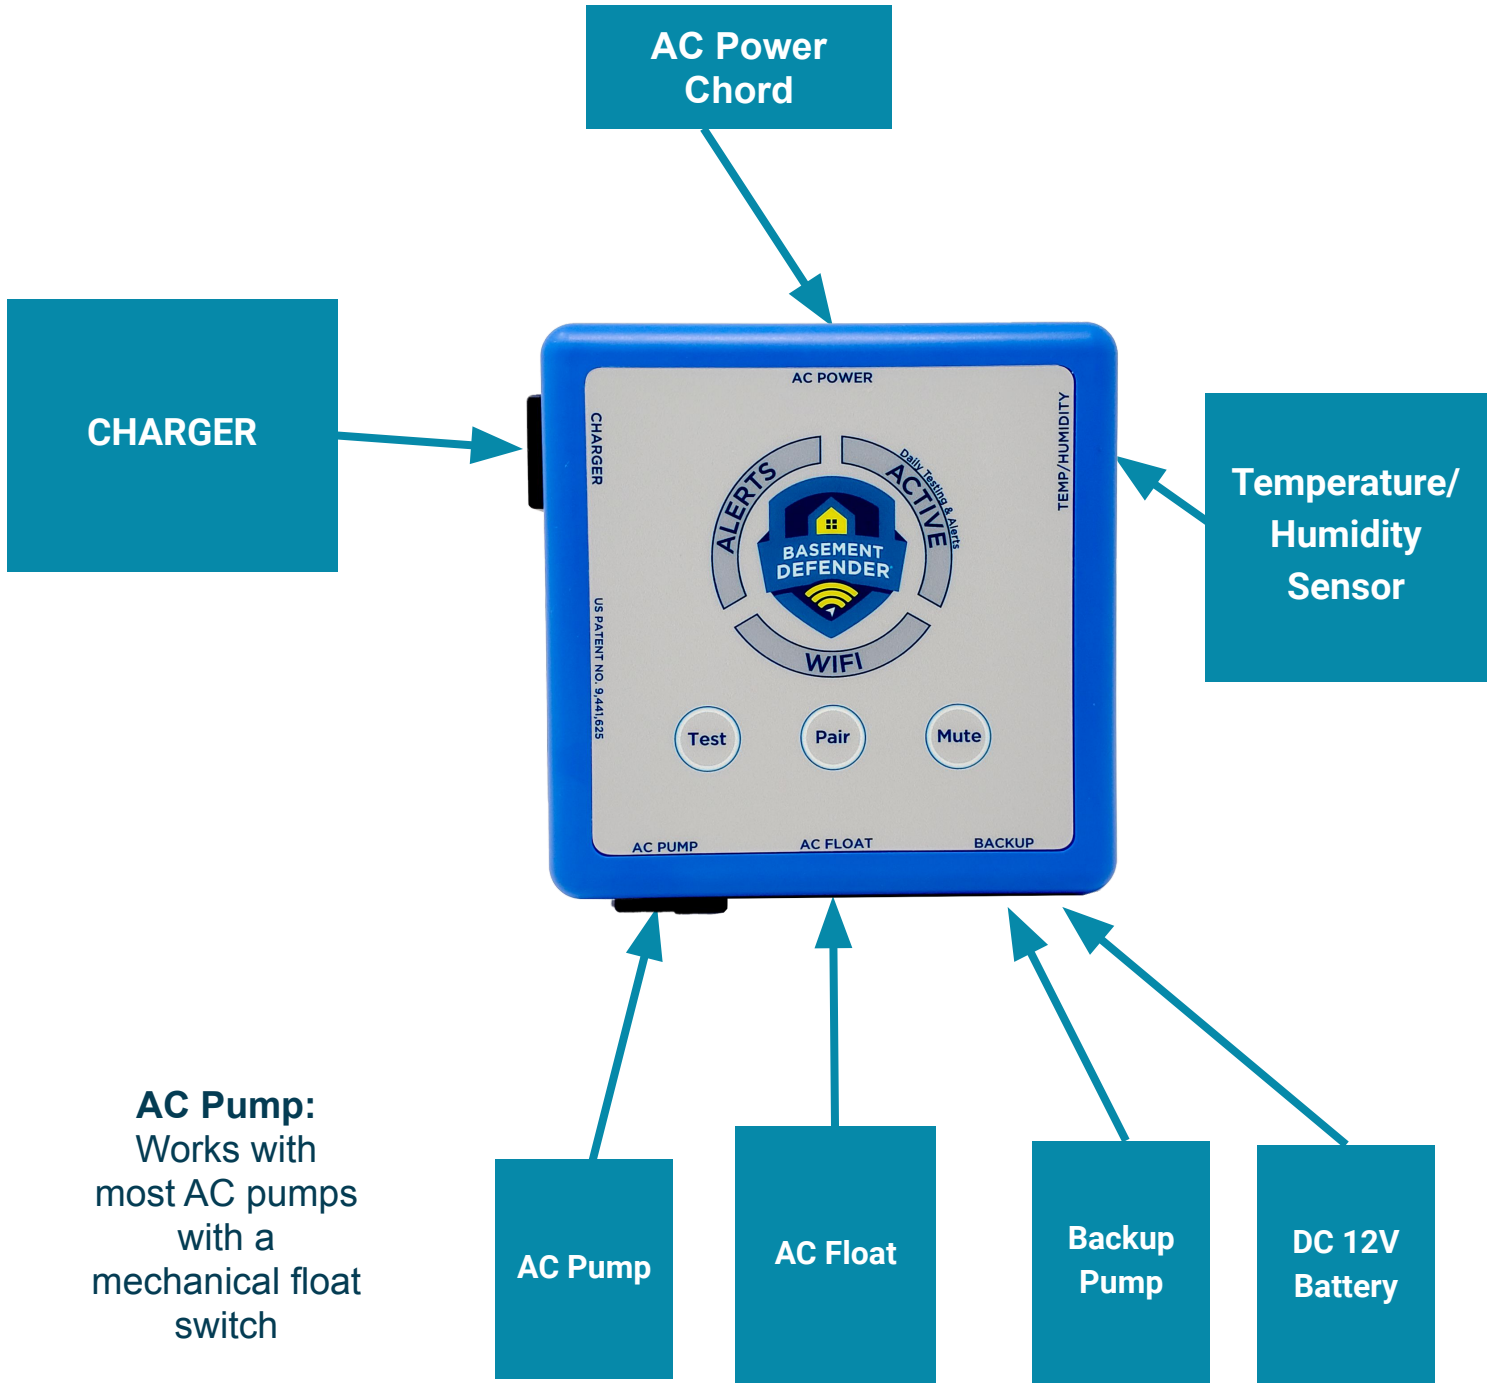 AC Power
Chord
CHARGER
Temperature/
Humidity
Sensor
AC POWER
CHARGER
TEMP/HUMIDITY
ALERTS
ACTIVE
Daily Testing & Alerts
BASEMENT
DEFENDER
WIFI
US PATENT NO. 9,441,625
Test
Pair
Mute
AC PUMP
AC FLOAT
BACKUP
AC Pump:
Works with
most AC pumps
with a
mechanical float
switch
AC Pump
AC Float
Backup
Pump
DC 12V
Battery